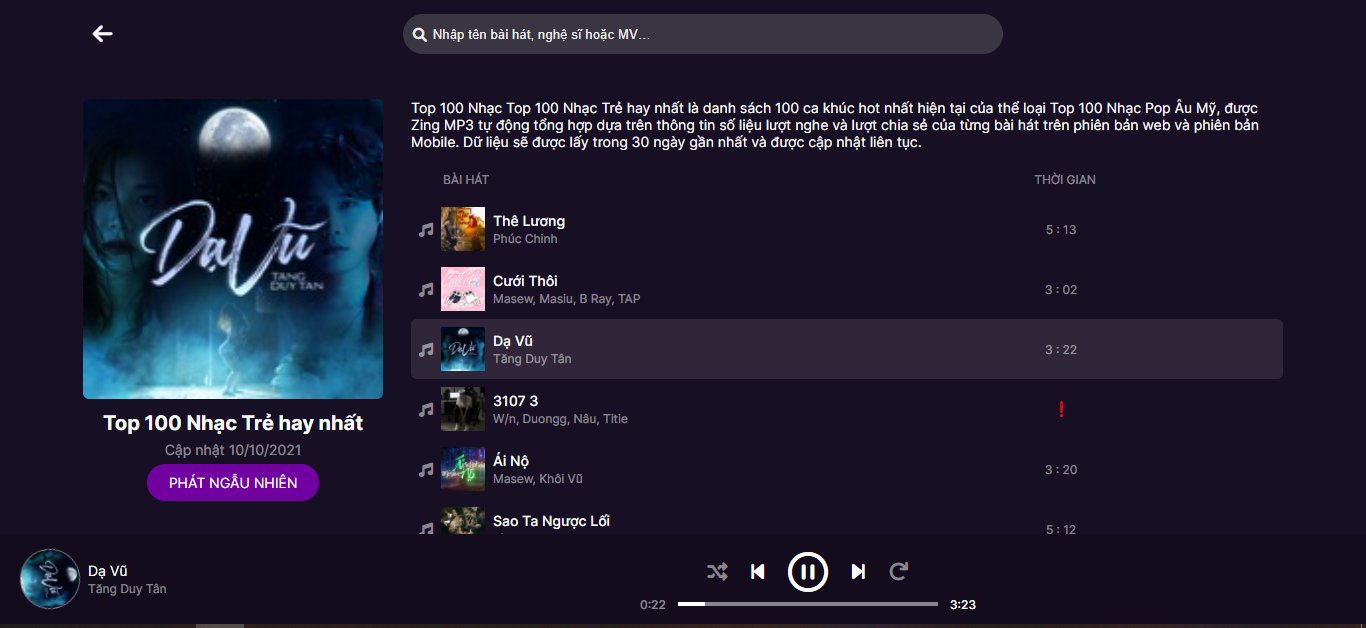 Nhập tên bài hát, nghệ sĩ hoặc MV...
Dạ Vũ
TANG
DUY TAN
Top 100 Nhạc Trẻ hay nhất
Cập nhật 10/10/2021
PHÁT NGẪU NHIÊN
Top 100 Nhạc Top 100 Nhạc Trẻ hay nhất là danh sách 100 ca khúc hot nhất hiện tại của thể loại Top 100 Nhạc Pop Âu Mỹ, được
Zing MP3 tự động tổng hợp dựa trên thông tin số liệu lượt nghe và lượt chia sẻ của từng bài hát trên phiên bản web và phiên bản
Mobile. Dữ liệu sẽ được lấy trong 30 ngày gần nhất và được cập nhật liên tục.
BÀI HÁT THỜI GIAN
Thê Lương
Phúc Chinh
5 : 13
Cưới Thôi
Masew, Masiu, B Ray, TAP
3 : 02
Dạ Vũ
Tăng Duy Tân
3 : 22
3107 3
W/n, Duongg, Nâu, Titie
!
Ái Nộ
Masew, Khôi Vũ
3 : 20
Sao Ta Ngược Lối
5 : 12
Dạ Vũ
Tăng Duy Tân
0:22 3:23